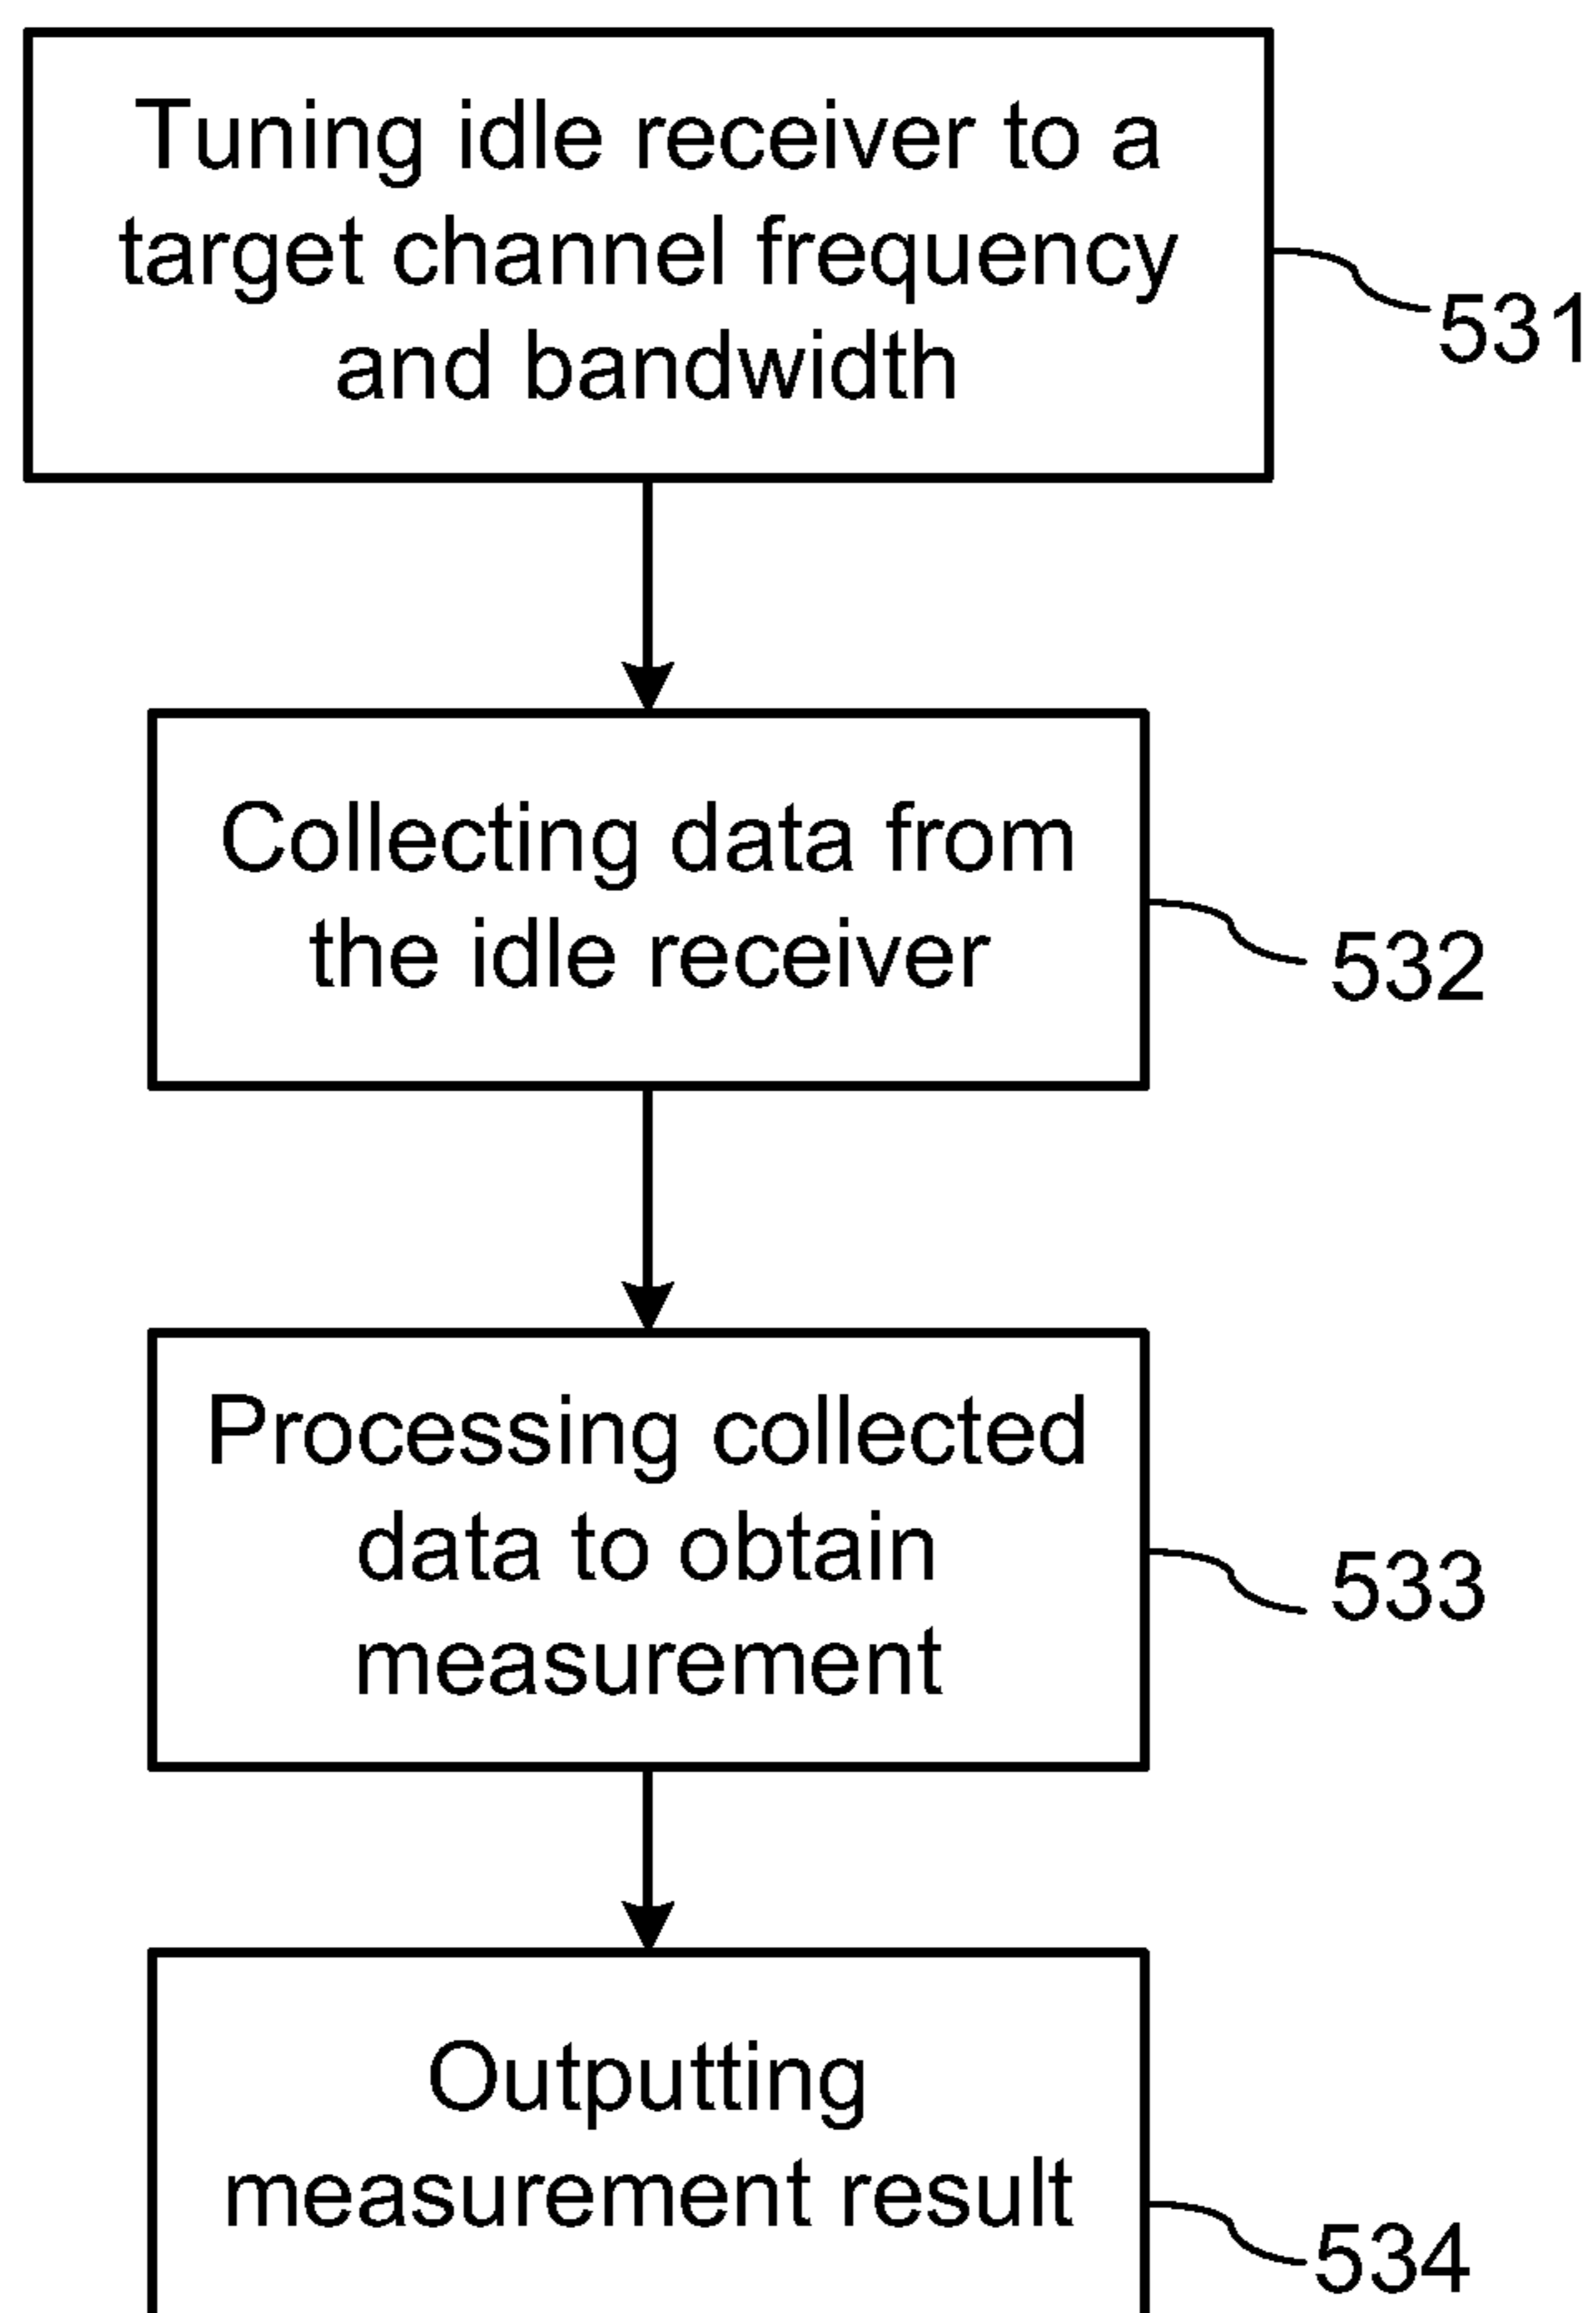 Tuning idle receiver to a
target channel frequency
and bandwidth
531
Collecting data from
the idle receiver
532
Processing collected
data to obtain
measurement
533
Outputting
measurement result
534